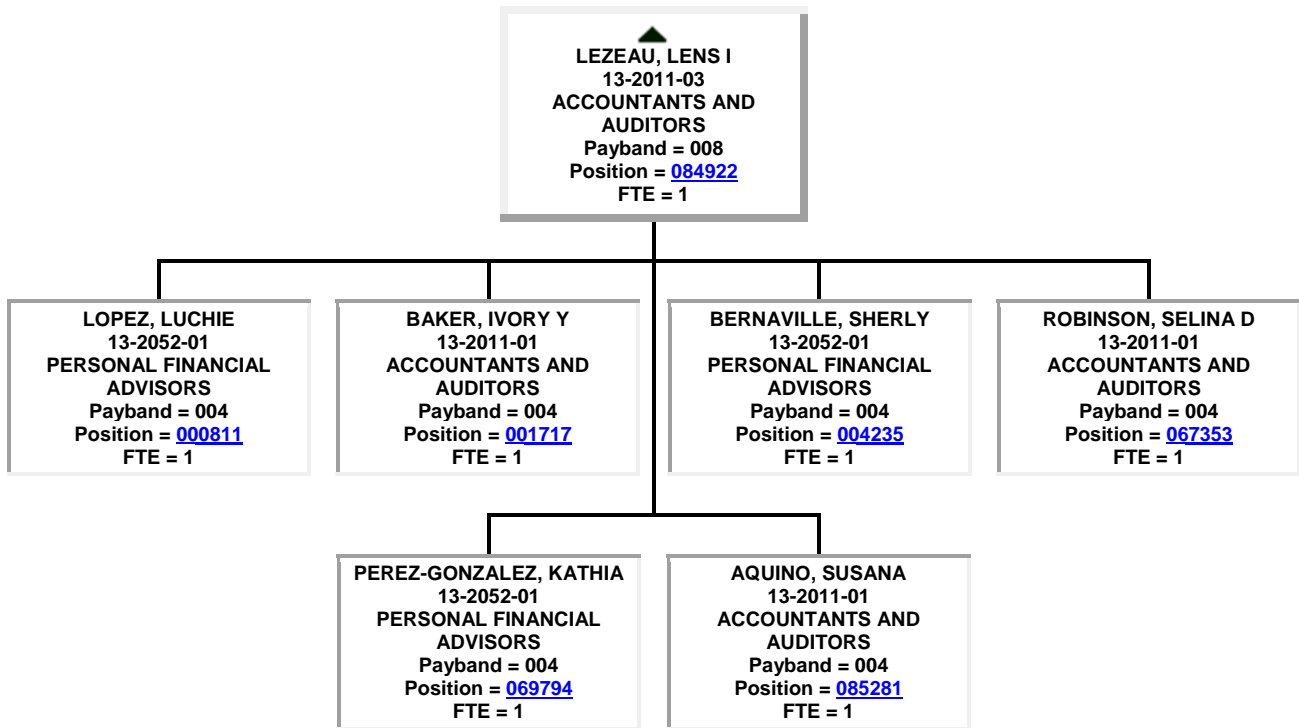 LEZEAU, LENS I
13-2011-03
ACCOUNTANTS AND
AUDITORS
Payband = 008
Position = 084922
FTE = 1
LOPEZ, LUCHIE
13-2052-01
PERSONAL FINANCIAL
ADVISORS
Payband = 004
Position = 000811
FTE = 1
BAKER, IVORY Y
13-2011-01
ACCOUNTANTS AND
AUDITORS
Payband = 004
Position = 001717
FTE = 1
BERNAVILLE, SHERLY
13-2052-01
PERSONAL FINANCIAL
ADVISORS
Payband = 004
Position = 004235
FTE = 1
ROBINSON, SELINA D
13-2011-01
ACCOUNTANTS AND
AUDITORS
Payband = 004
Position = 067353
FTE = 1
PEREZ-GONZALEZ, KATHIA
13-2052-01
PERSONAL FINANCIAL
ADVISORS
Payband = 004
Position = 069794
FTE = 1
AQUINO, SUSANA
13-2011-01
ACCOUNTANTS AND
AUDITORS
Payband = 004
Position = 085281
FTE = 1